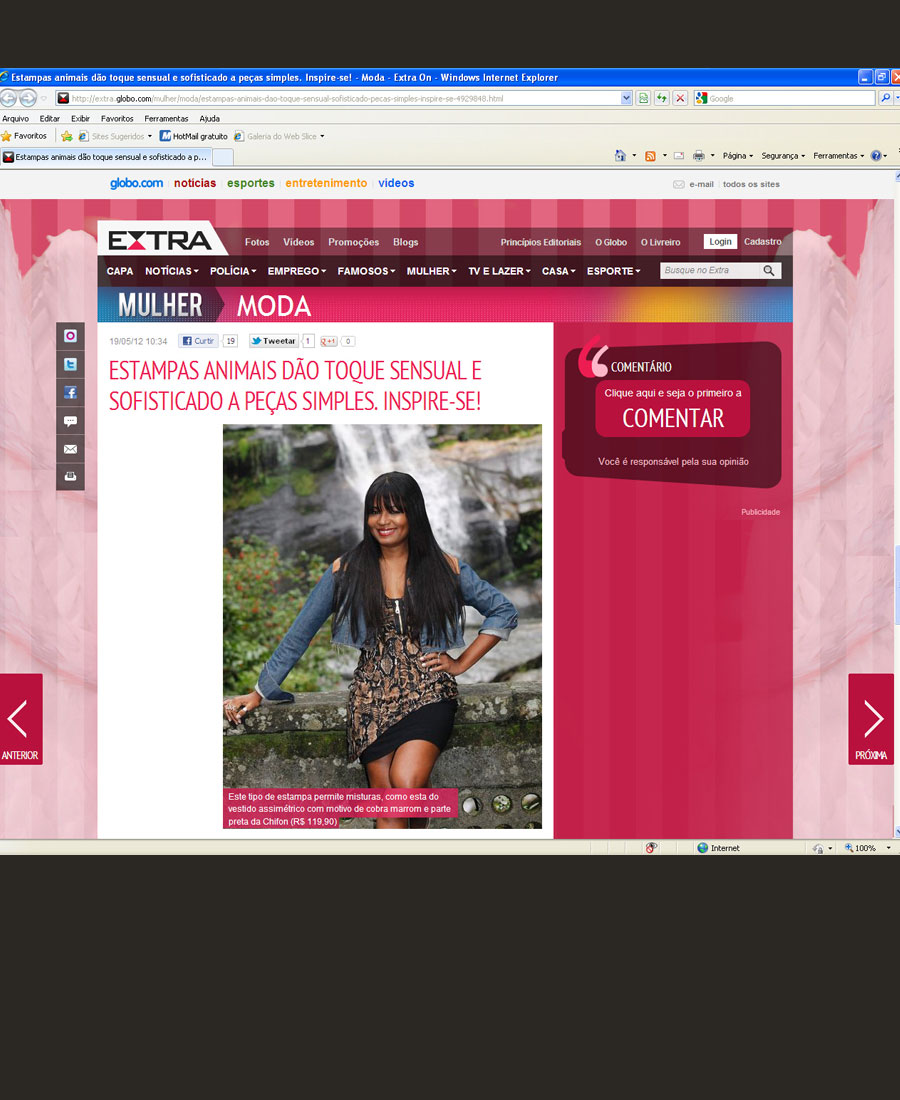 Estampas animais dão toque sensual e sofisticado a peças simples. Inspire-se! - Moda - Extra On - Windows Internet Explorer
http://extra.globo.com/mulher/moda/estampas-animais-dao-toque-sensual-sofisticado-pecas-simples-inspire-se-4929848.html
Google
Arquivo Editar Exibir Favoritos Ferramentas Ajuda
Favoritos Sites Sugeridos HotMail gratuito Galeria do Web Slice
Estampas animais dão toque sensual e sofisticado a p...
Página Segurança Ferramentas
globo.com notícias esportes entretenimento vídeos
e-mail todos os sites
EXTRA
Fotos Vídeos Promoções Blogs
Princípios Editoriais O Globo O Livreiro Login Cadastro
CAPA NOTÍCIAS POLÍCIA EMPREGO FAMOSOS MULHER TV E LAZER CASA ESPORTE
Busque no Extra
MULHER MODA
19/05/12 10:34 Curtir 19 Tweetar 1 +1 0
ESTAMPAS ANIMAIS DÃO TOQUE SENSUAL E
SOFISTICADO A PEÇAS SIMPLES. INSPIRE-SE!
COMENTÁRIO
Clique aqui e seja o primeiro a
COMENTAR
Você é responsável pela sua opinião
Publicidade
ANTERIOR
PRÓXIMA
Este tipo de estampa permite misturas, como esta do
vestido assimétrico com motivo de cobra marrom e parte
preta da Chifon (R$ 119,90)
Internet
100%